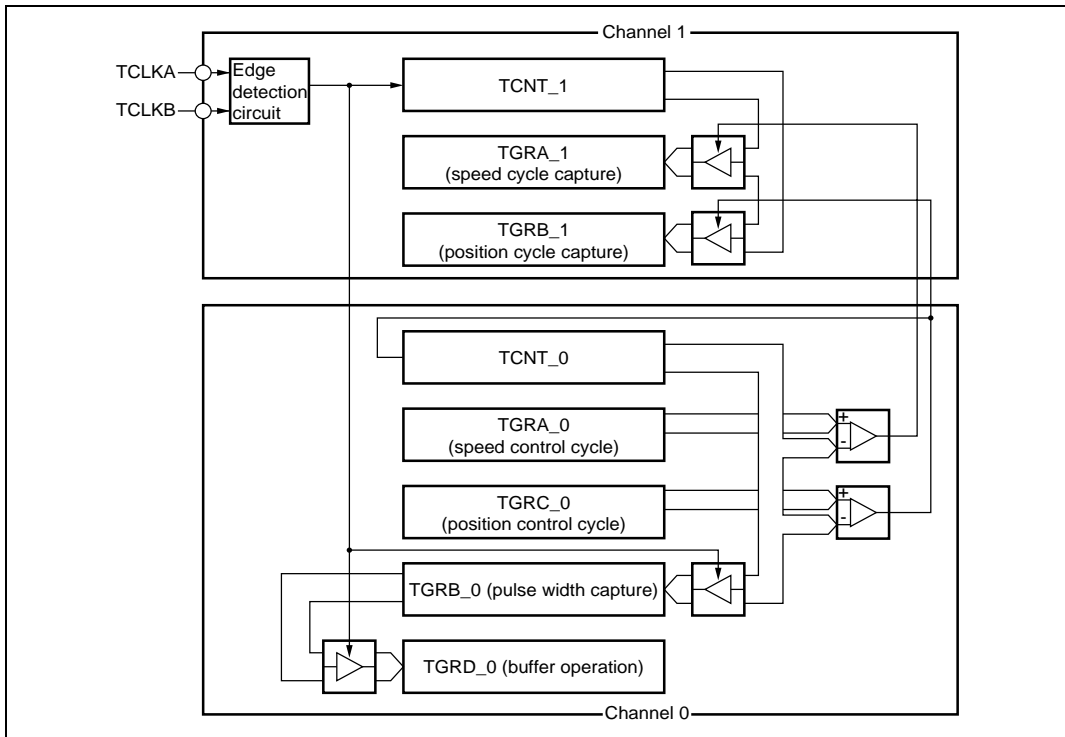 Channel 1
TCLKA
TCLKB
Edge
detection
circuit
TCNT_1
TGRA_1
(speed cycle capture)
TGRB_1
(position cycle capture)
TCNT_0
TGRA_0
(speed control cycle)
+
-
TGRC_0
(position control cycle)
+
-
TGRB_0 (pulse width capture)
TGRD_0 (buffer operation)
Channel 0